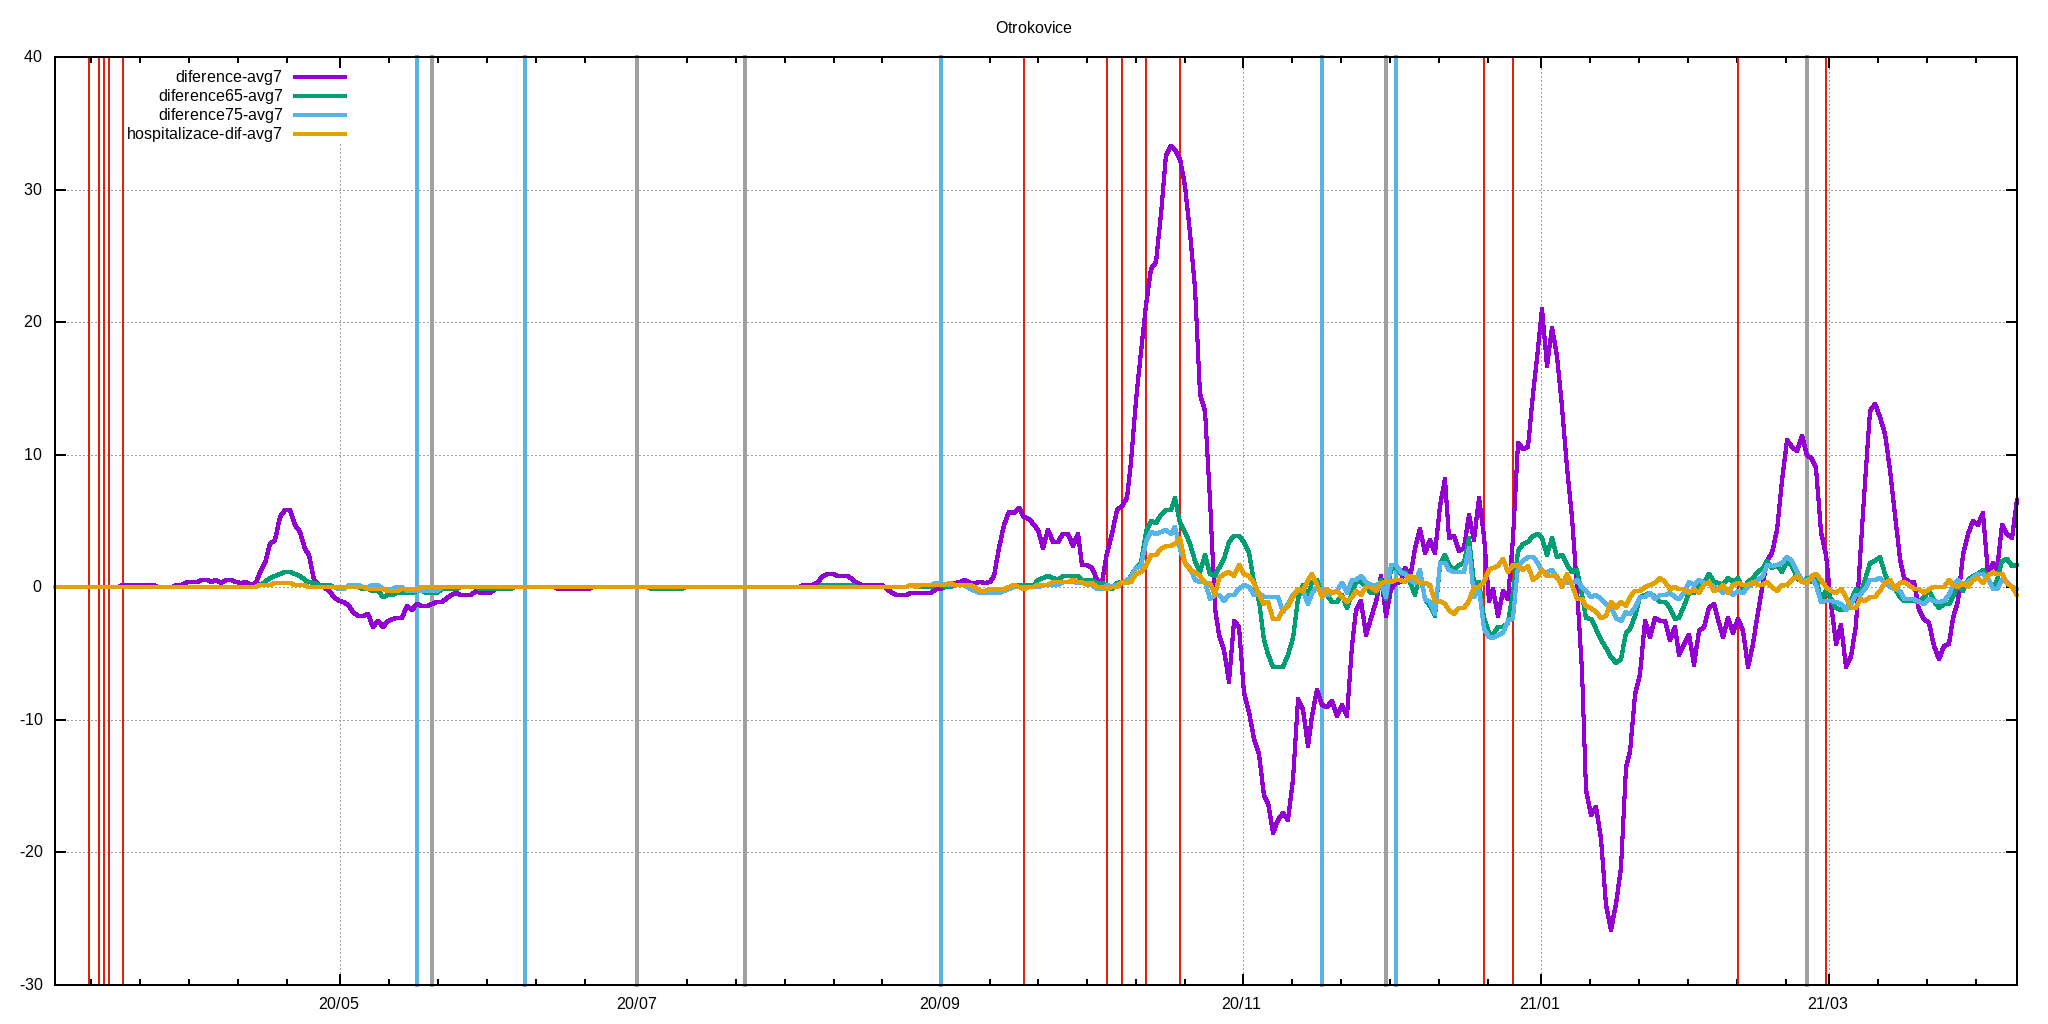 Otrokovice
40
diference-avg7
diference65-avg7
diference75-avg7
hospitalizace-dif-avg7
30
20
10
0
-10
-20
-30
20/05 20/07 20/09 20/11 21/01 21/03